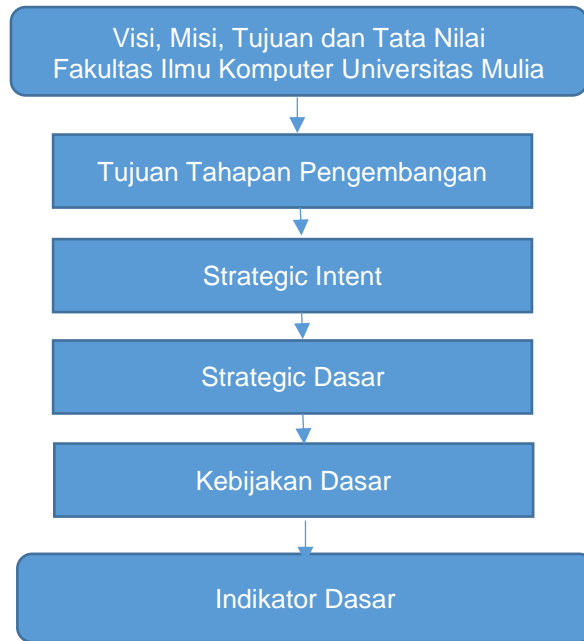 Visi, Misi, Tujuan dan Tata Nilai
Fakultas Ilmu Komputer Universitas Mulia
Tujuan Tahapan Pengembangan
Strategic Intent
Strategic Dasar
Kebijakan Dasar
Indikator Dasar